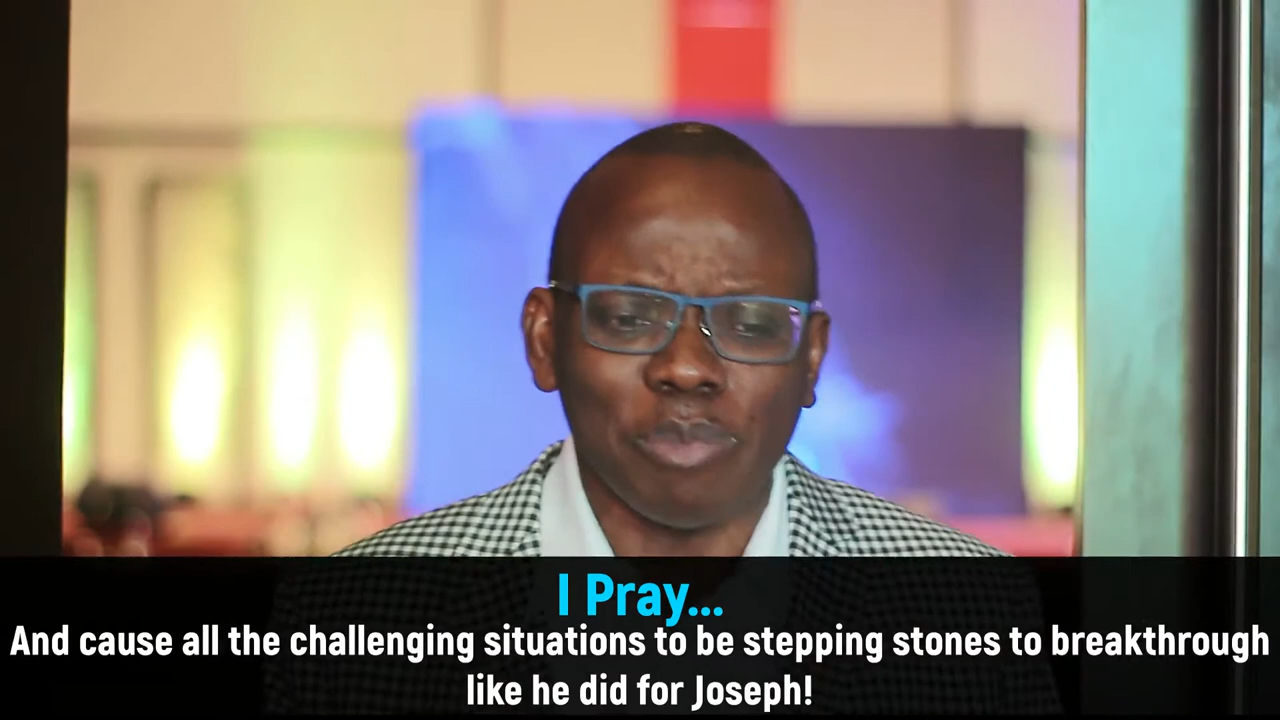 I Pray...
And cause all the challenging situations to be stepping stones to breakthrough
like he did for Joseph!